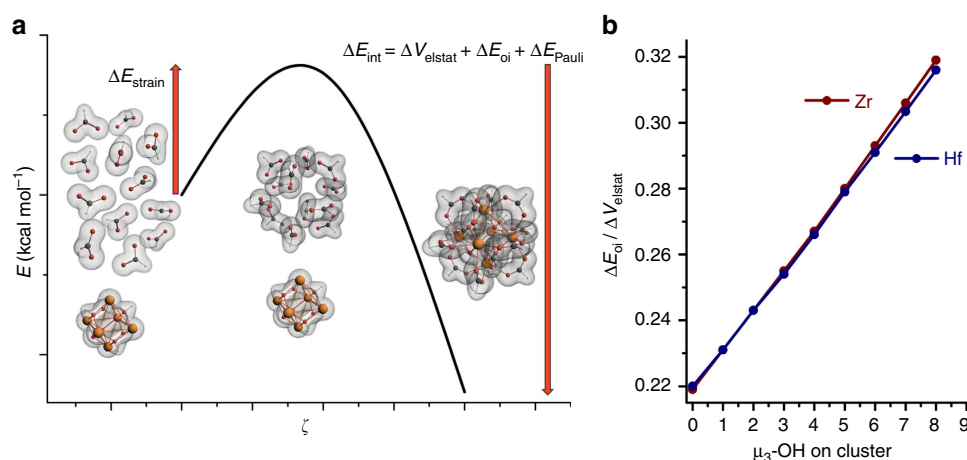 a
ΔE_strain
ΔE_int = ΔV_elstat + ΔE_oi + ΔE_Pauli
E (kcal mol⁻¹)
ζ
b
ΔE_oi / ΔV_elstat
0.32
0.30
0.28
0.26
0.24
0.22
Zr
Hf
0 1 2 3 4 5 6 7 8 9
μ₃-OH on cluster